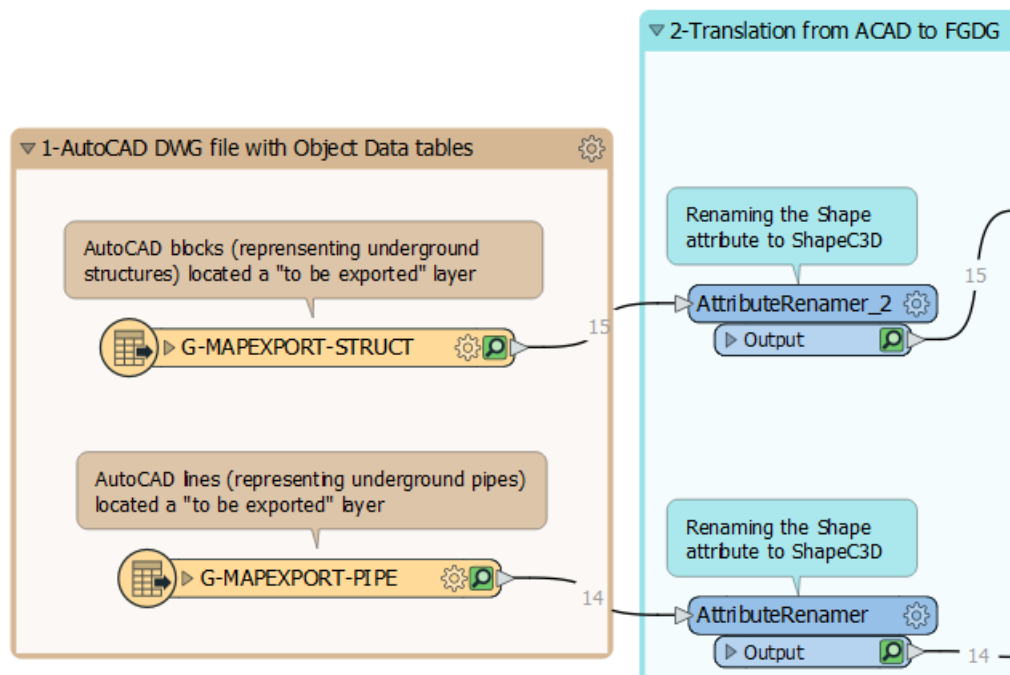 2-Translation from ACAD to FGDG
1-AutoCAD DWG file with Object Data tables
Renaming the Shape
attribute to ShapeC3D
AutoCAD blocks (reprensenting underground
structures) located a "to be exported" layer
15
AttributeRenamer_2
15
Output
G-MAPEXPORT-STRUCT
AutoCAD lines (representing underground pipes)
located a "to be exported" layer
Renaming the Shape
attribute to ShapeC3D
G-MAPEXPORT-PIPE
14
AttributeRenamer
Output
14